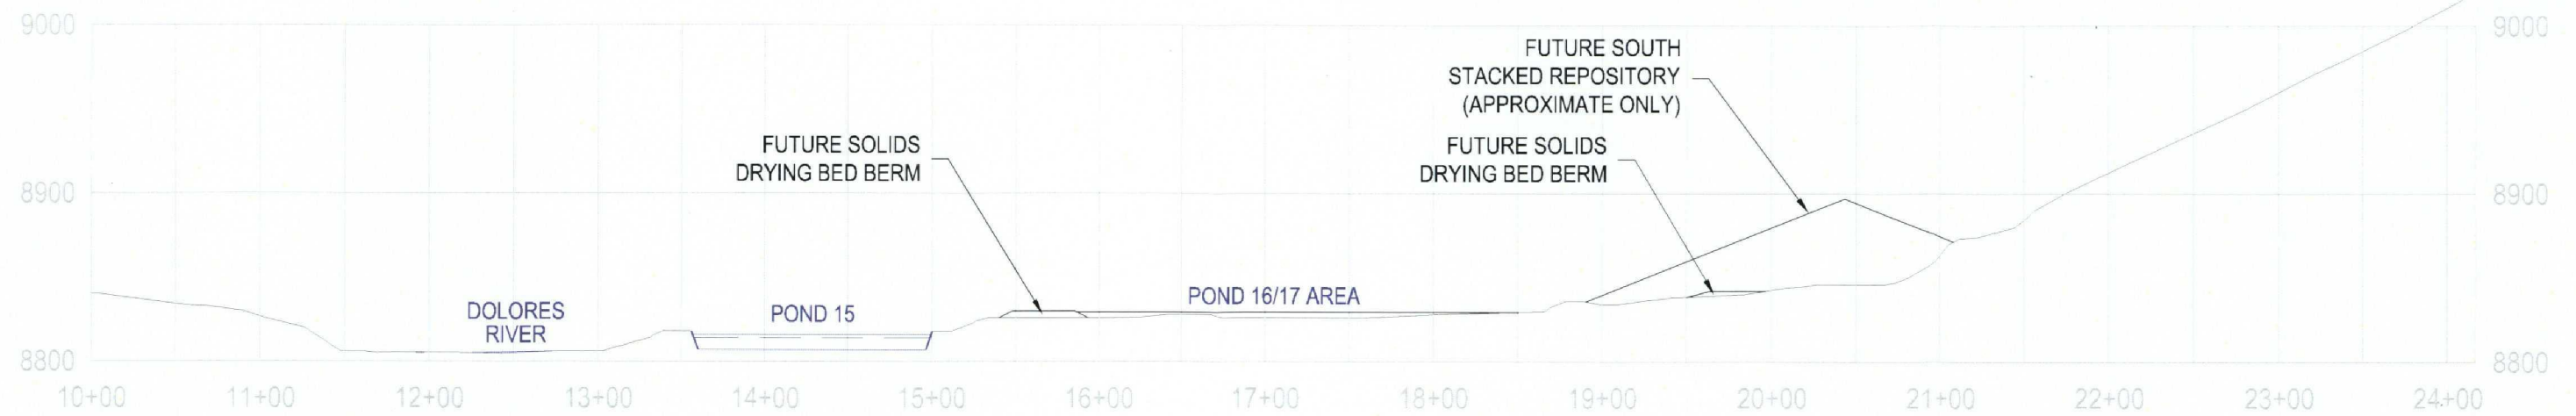 9000
9000
FUTURE SOUTH
STACKED REPOSITORY
(APPROXIMATE ONLY)
FUTURE SOLIDS
DRYING BED BERM
FUTURE SOLIDS
DRYING BED BERM
8900
8900
DOLORES
RIVER
POND 15
POND 16/17 AREA
8800
8800
10+00
11+00
12+00
13+00
14+00
15+00
16+00
17+00
18+00
19+00
20+00
21+00
22+00
23+00
24+00